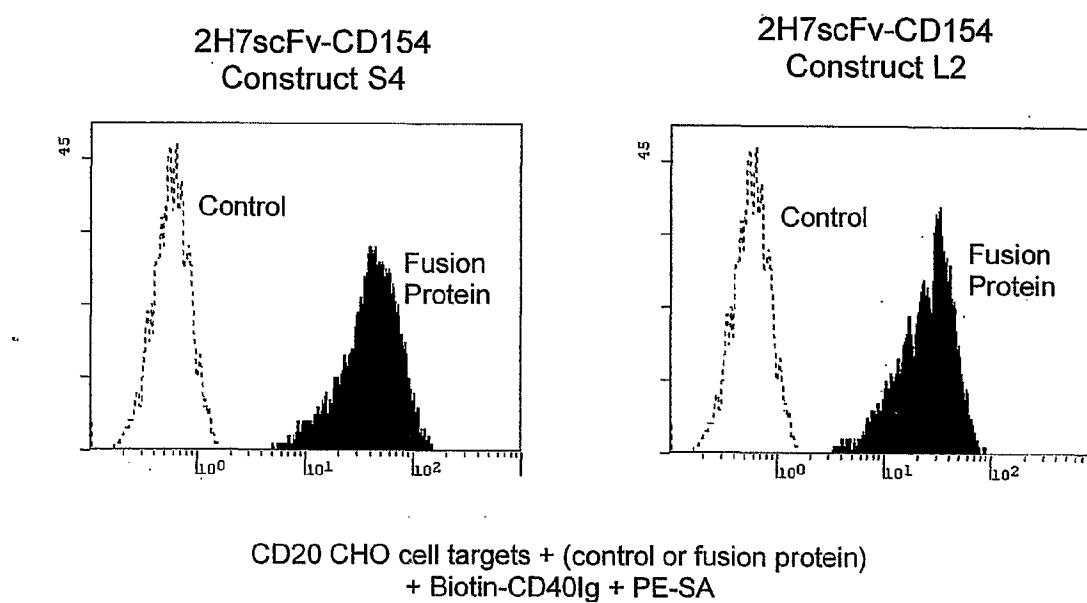 2H7scFv-CD154
Construct S4
45
Control
Fusion
Protein
10⁰
10¹
10²
2H7scFv-CD154
Construct L2
45
Control
Fusion
Protein
10⁰
10¹
10²
CD20 CHO cell targets + (control or fusion protein)
+ Biotin-CD40Ig + PE-SA